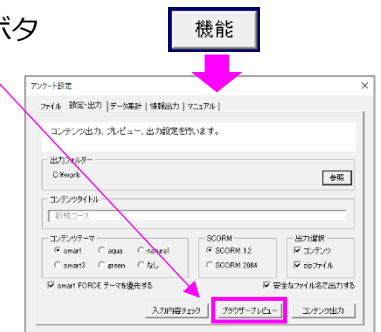 ボタ
機能
アンケート設定
ファイル 設定・出力 データ集計 情報出力 マニュアル
コンテンツ出力、プレビュー、出力設定を行います。
出力フォルダー
C:¥work
参照
コンテンツタイトル
新規コース
コンテンツテーマ SCORM 出力選択
smart aqua natural SCORM 1.2 コンテンツ
smart3 green なし SCORM 2004 zipファイル
smart FORCE テーマを優先する 安全なファイル名で出力する
入力内容チェック ブラウザープレビュー コンテンツ出力